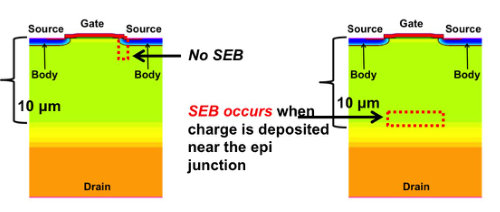 Source Gate Source
Body Body
10 μm
Drain
No SEB
SEB occurs when
charge is deposited
near the epi
junction
Source Gate Source
Body Body
10 μm
Drain